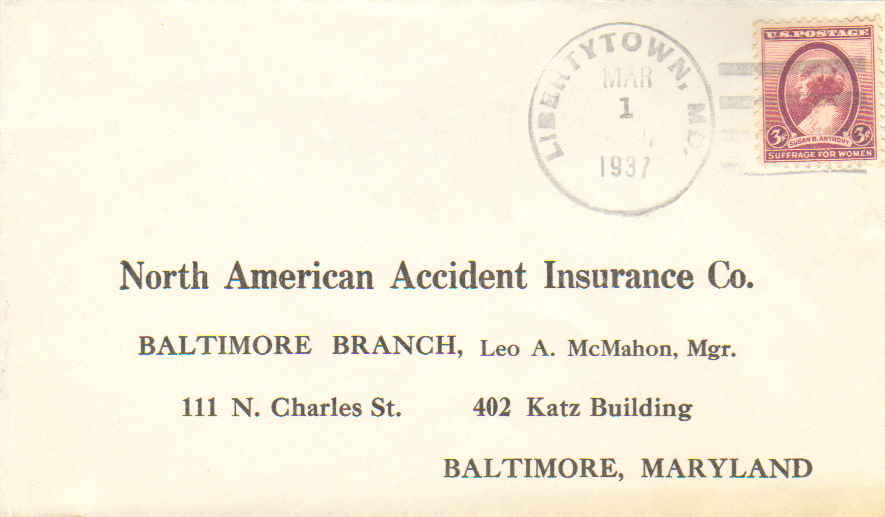 LIBERTYTOWN, MD.
MAR
1
1937
U.S. POSTAGE
3¢ SUSAN B. ANTHONY 3¢
SUFFRAGE FOR WOMEN
North American Accident Insurance Co.
BALTIMORE BRANCH, Leo A. McMahon, Mgr.
111 N. Charles St. 402 Katz Building
BALTIMORE, MARYLAND